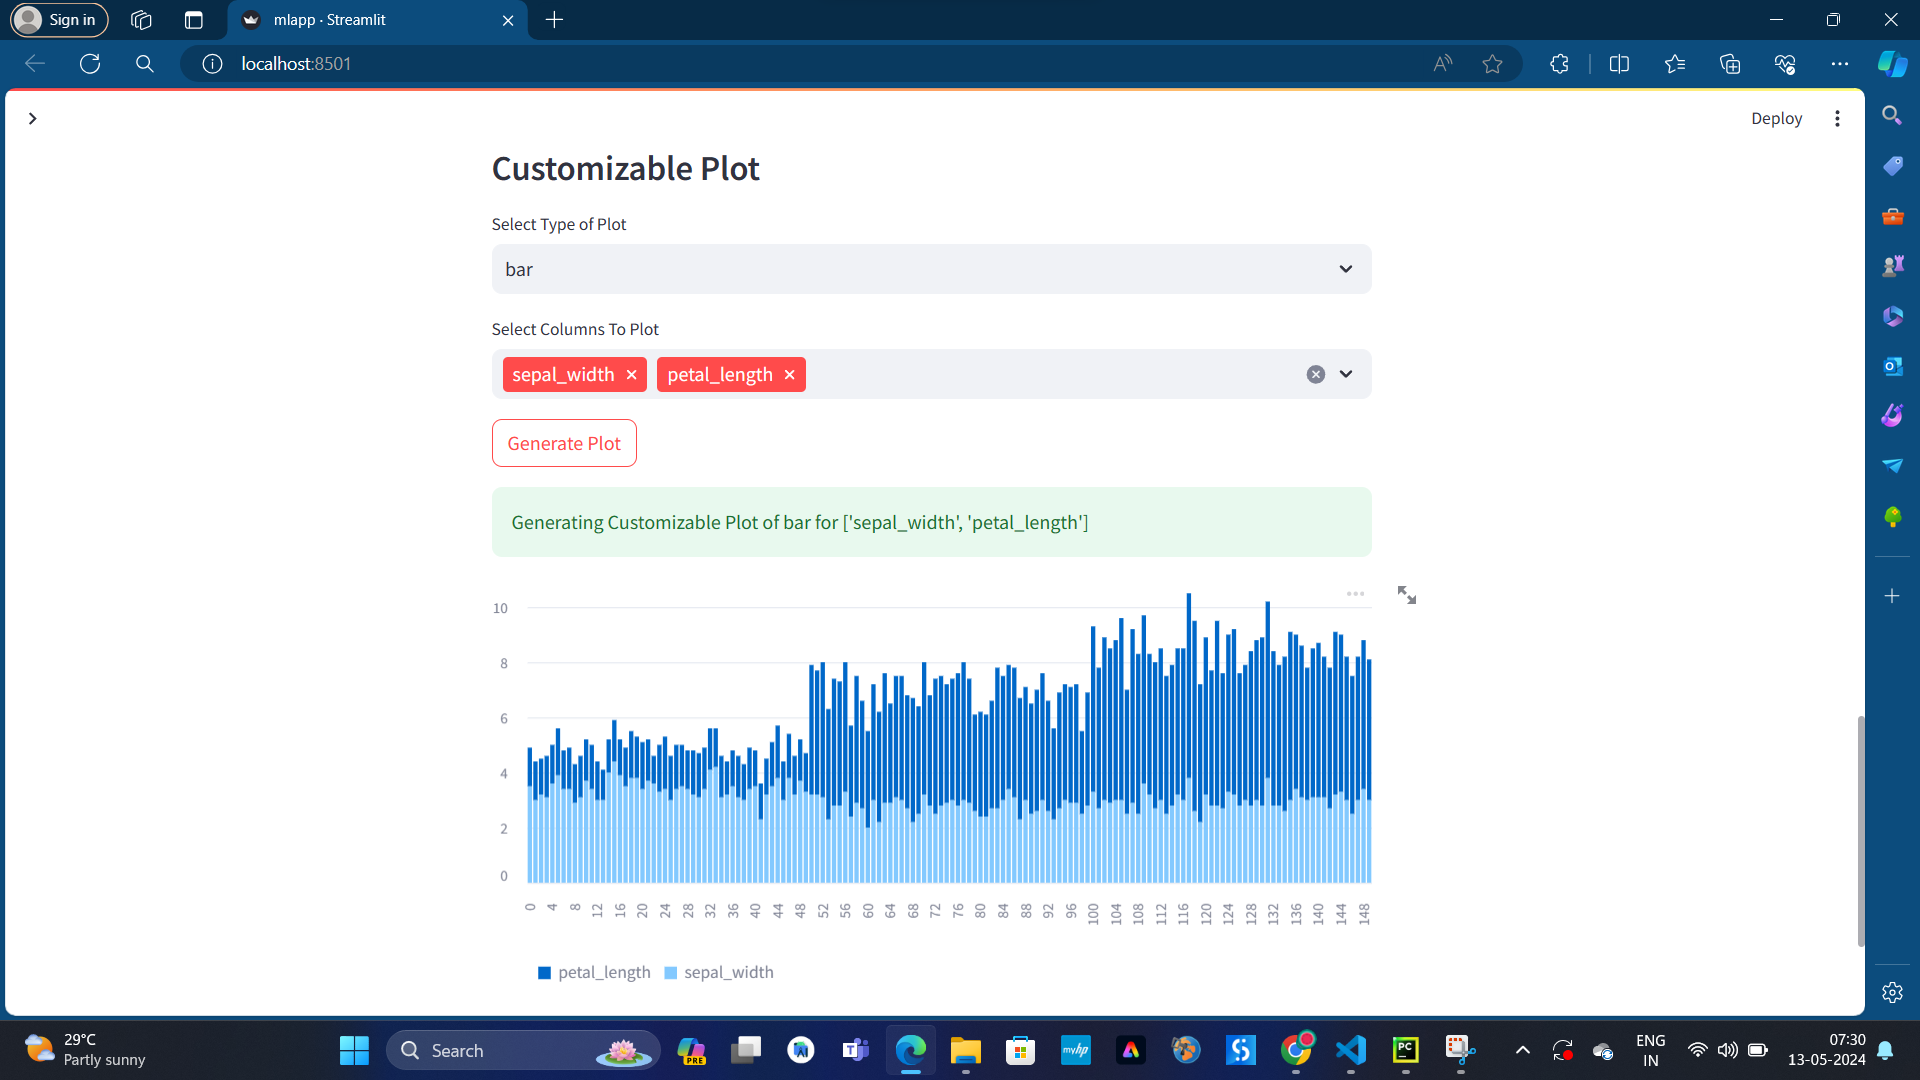 Sign in
mlapp · Streamlit
localhost:8501
Deploy
Customizable Plot
Select Type of Plot
bar
Select Columns To Plot
sepal_width
petal_length
Generate Plot
Generating Customizable Plot of bar for ['sepal_width', 'petal_length']
10
8
6
4
2
0
0 4 8 12 16 20 24 28 32 36 40 44 48 52 56 60 64 68 72 76 80 84 88 92 96 100 104 108 112 116 120 124 128 132 136 140 144 148
petal_length sepal_width
29°C
Partly sunny
Search
PRE
myhp
PC
ENG
IN
07:30
13-05-2024